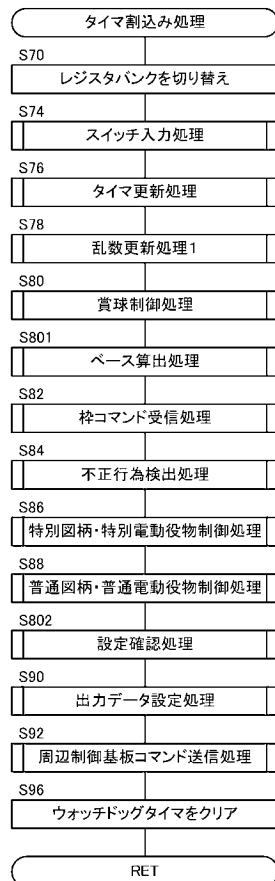 タイマ割込み処理
S70
レジスタバンクを切り替え
S74
スイッチ入力処理
S76
タイマ更新処理
S78
乱数更新処理1
S80
賞球制御処理
S801
ベース算出処理
S82
枠コマンド受信処理
S84
不正行為検出処理
S86
特別図柄・特別電動役物制御処理
S88
普通図柄・普通電動役物制御処理
S802
設定確認処理
S90
出力データ設定処理
S92
周辺制御基板コマンド送信処理
S96
ウォッチドッグタイマをクリア
RET